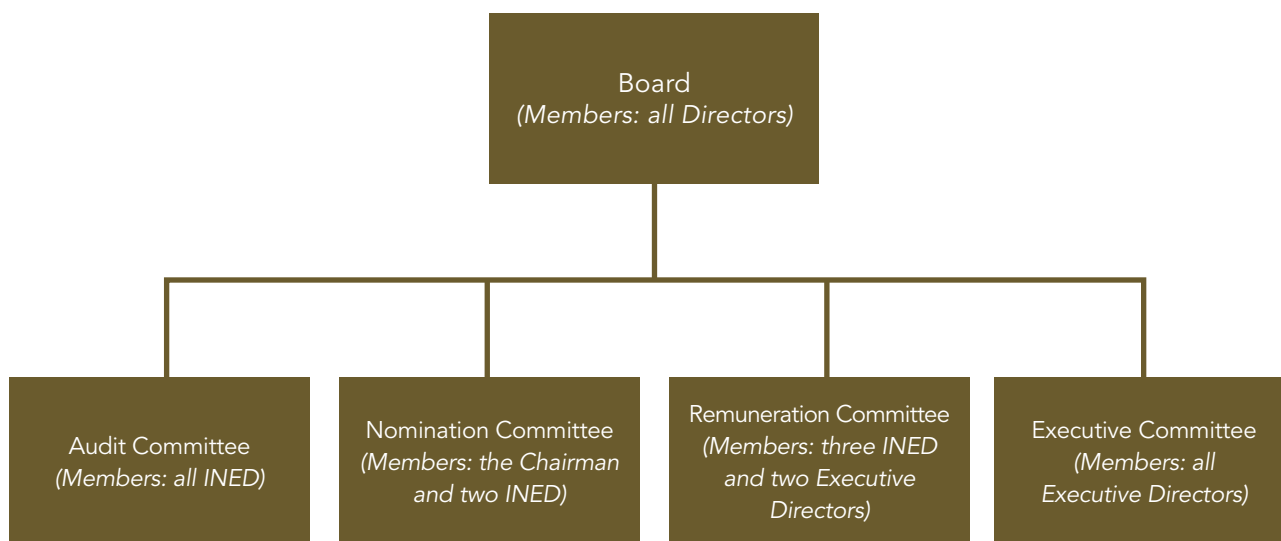 Board
(Members: all Directors)
Audit Committee
(Members: all INED)
Nomination Committee
(Members: the Chairman
and two INED)
Remuneration Committee
(Members: three INED
and two Executive
Directors)
Executive Committee
(Members: all
Executive Directors)